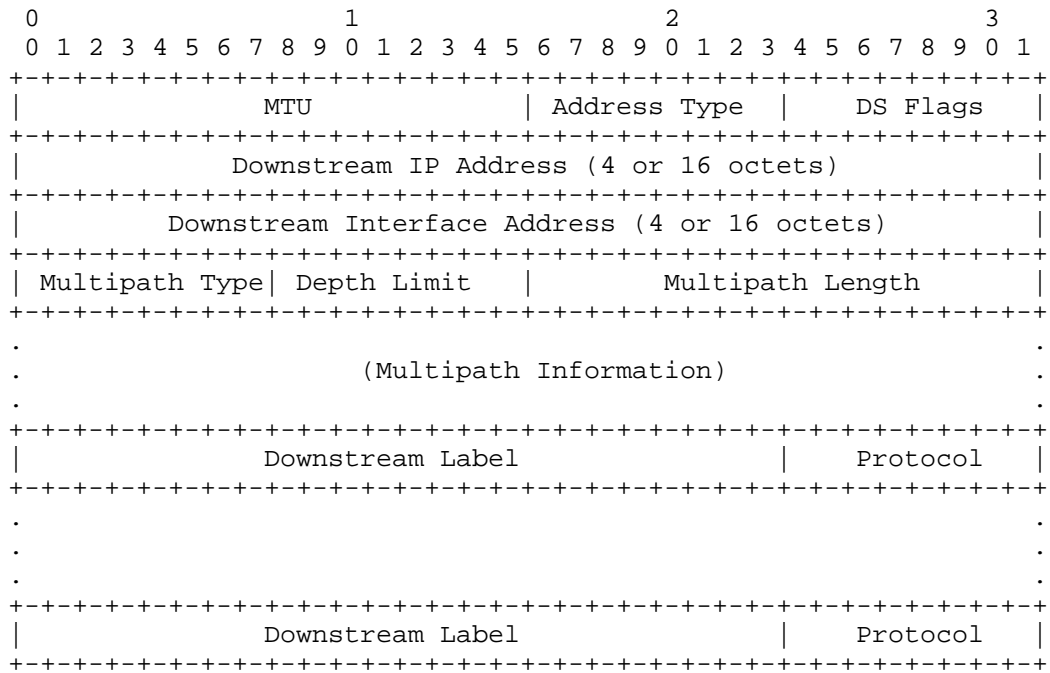 0                   1                   2                   3
 0 1 2 3 4 5 6 7 8 9 0 1 2 3 4 5 6 7 8 9 0 1 2 3 4 5 6 7 8 9 0 1
+-+-+-+-+-+-+-+-+-+-+-+-+-+-+-+-+-+-+-+-+-+-+-+-+-+-+-+-+-+-+-+-+
|               MTU             | Address Type  |    DS Flags   |
+-+-+-+-+-+-+-+-+-+-+-+-+-+-+-+-+-+-+-+-+-+-+-+-+-+-+-+-+-+-+-+-+
|             Downstream IP Address (4 or 16 octets)            |
+-+-+-+-+-+-+-+-+-+-+-+-+-+-+-+-+-+-+-+-+-+-+-+-+-+-+-+-+-+-+-+-+
|         Downstream Interface Address (4 or 16 octets)         |
+-+-+-+-+-+-+-+-+-+-+-+-+-+-+-+-+-+-+-+-+-+-+-+-+-+-+-+-+-+-+-+-+
| Multipath Type| Depth Limit   |        Multipath Length       |
+-+-+-+-+-+-+-+-+-+-+-+-+-+-+-+-+-+-+-+-+-+-+-+-+-+-+-+-+-+-+-+-+
.                                                               .
.                     (Multipath Information)                   .
.                                                               .
+-+-+-+-+-+-+-+-+-+-+-+-+-+-+-+-+-+-+-+-+-+-+-+-+-+-+-+-+-+-+-+-+
|               Downstream Label                |    Protocol   |
+-+-+-+-+-+-+-+-+-+-+-+-+-+-+-+-+-+-+-+-+-+-+-+-+-+-+-+-+-+-+-+-+
.                                                               .
.                                                               .
.                                                               .
+-+-+-+-+-+-+-+-+-+-+-+-+-+-+-+-+-+-+-+-+-+-+-+-+-+-+-+-+-+-+-+-+
|               Downstream Label                |    Protocol   |
+-+-+-+-+-+-+-+-+-+-+-+-+-+-+-+-+-+-+-+-+-+-+-+-+-+-+-+-+-+-+-+-+